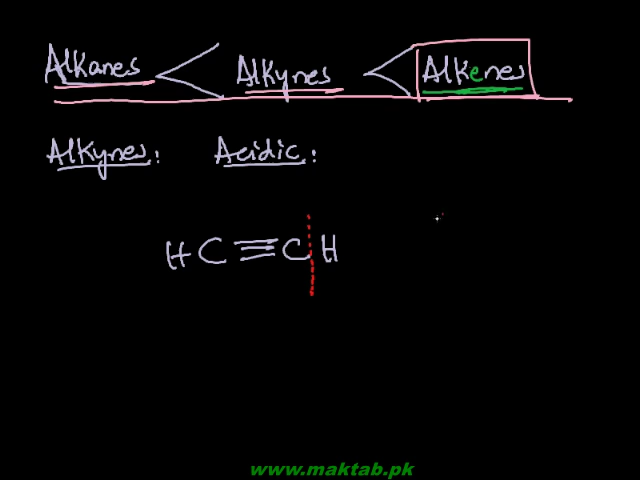 Alkanes < Alkynes < Alkenes
Alkynes: Acidic:
HC≡CH
www.maktab.pk